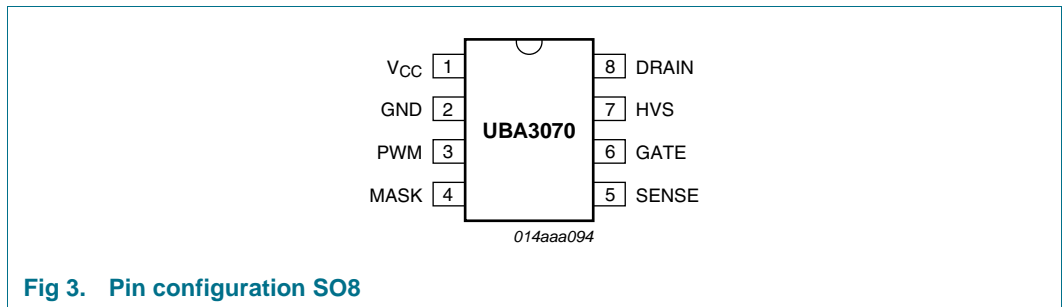 VCC 1 8 DRAIN
GND 2 7 HVS
UBA3070
PWM 3 6 GATE
MASK 4 5 SENSE
014aaa094
Fig 3. Pin configuration SO8